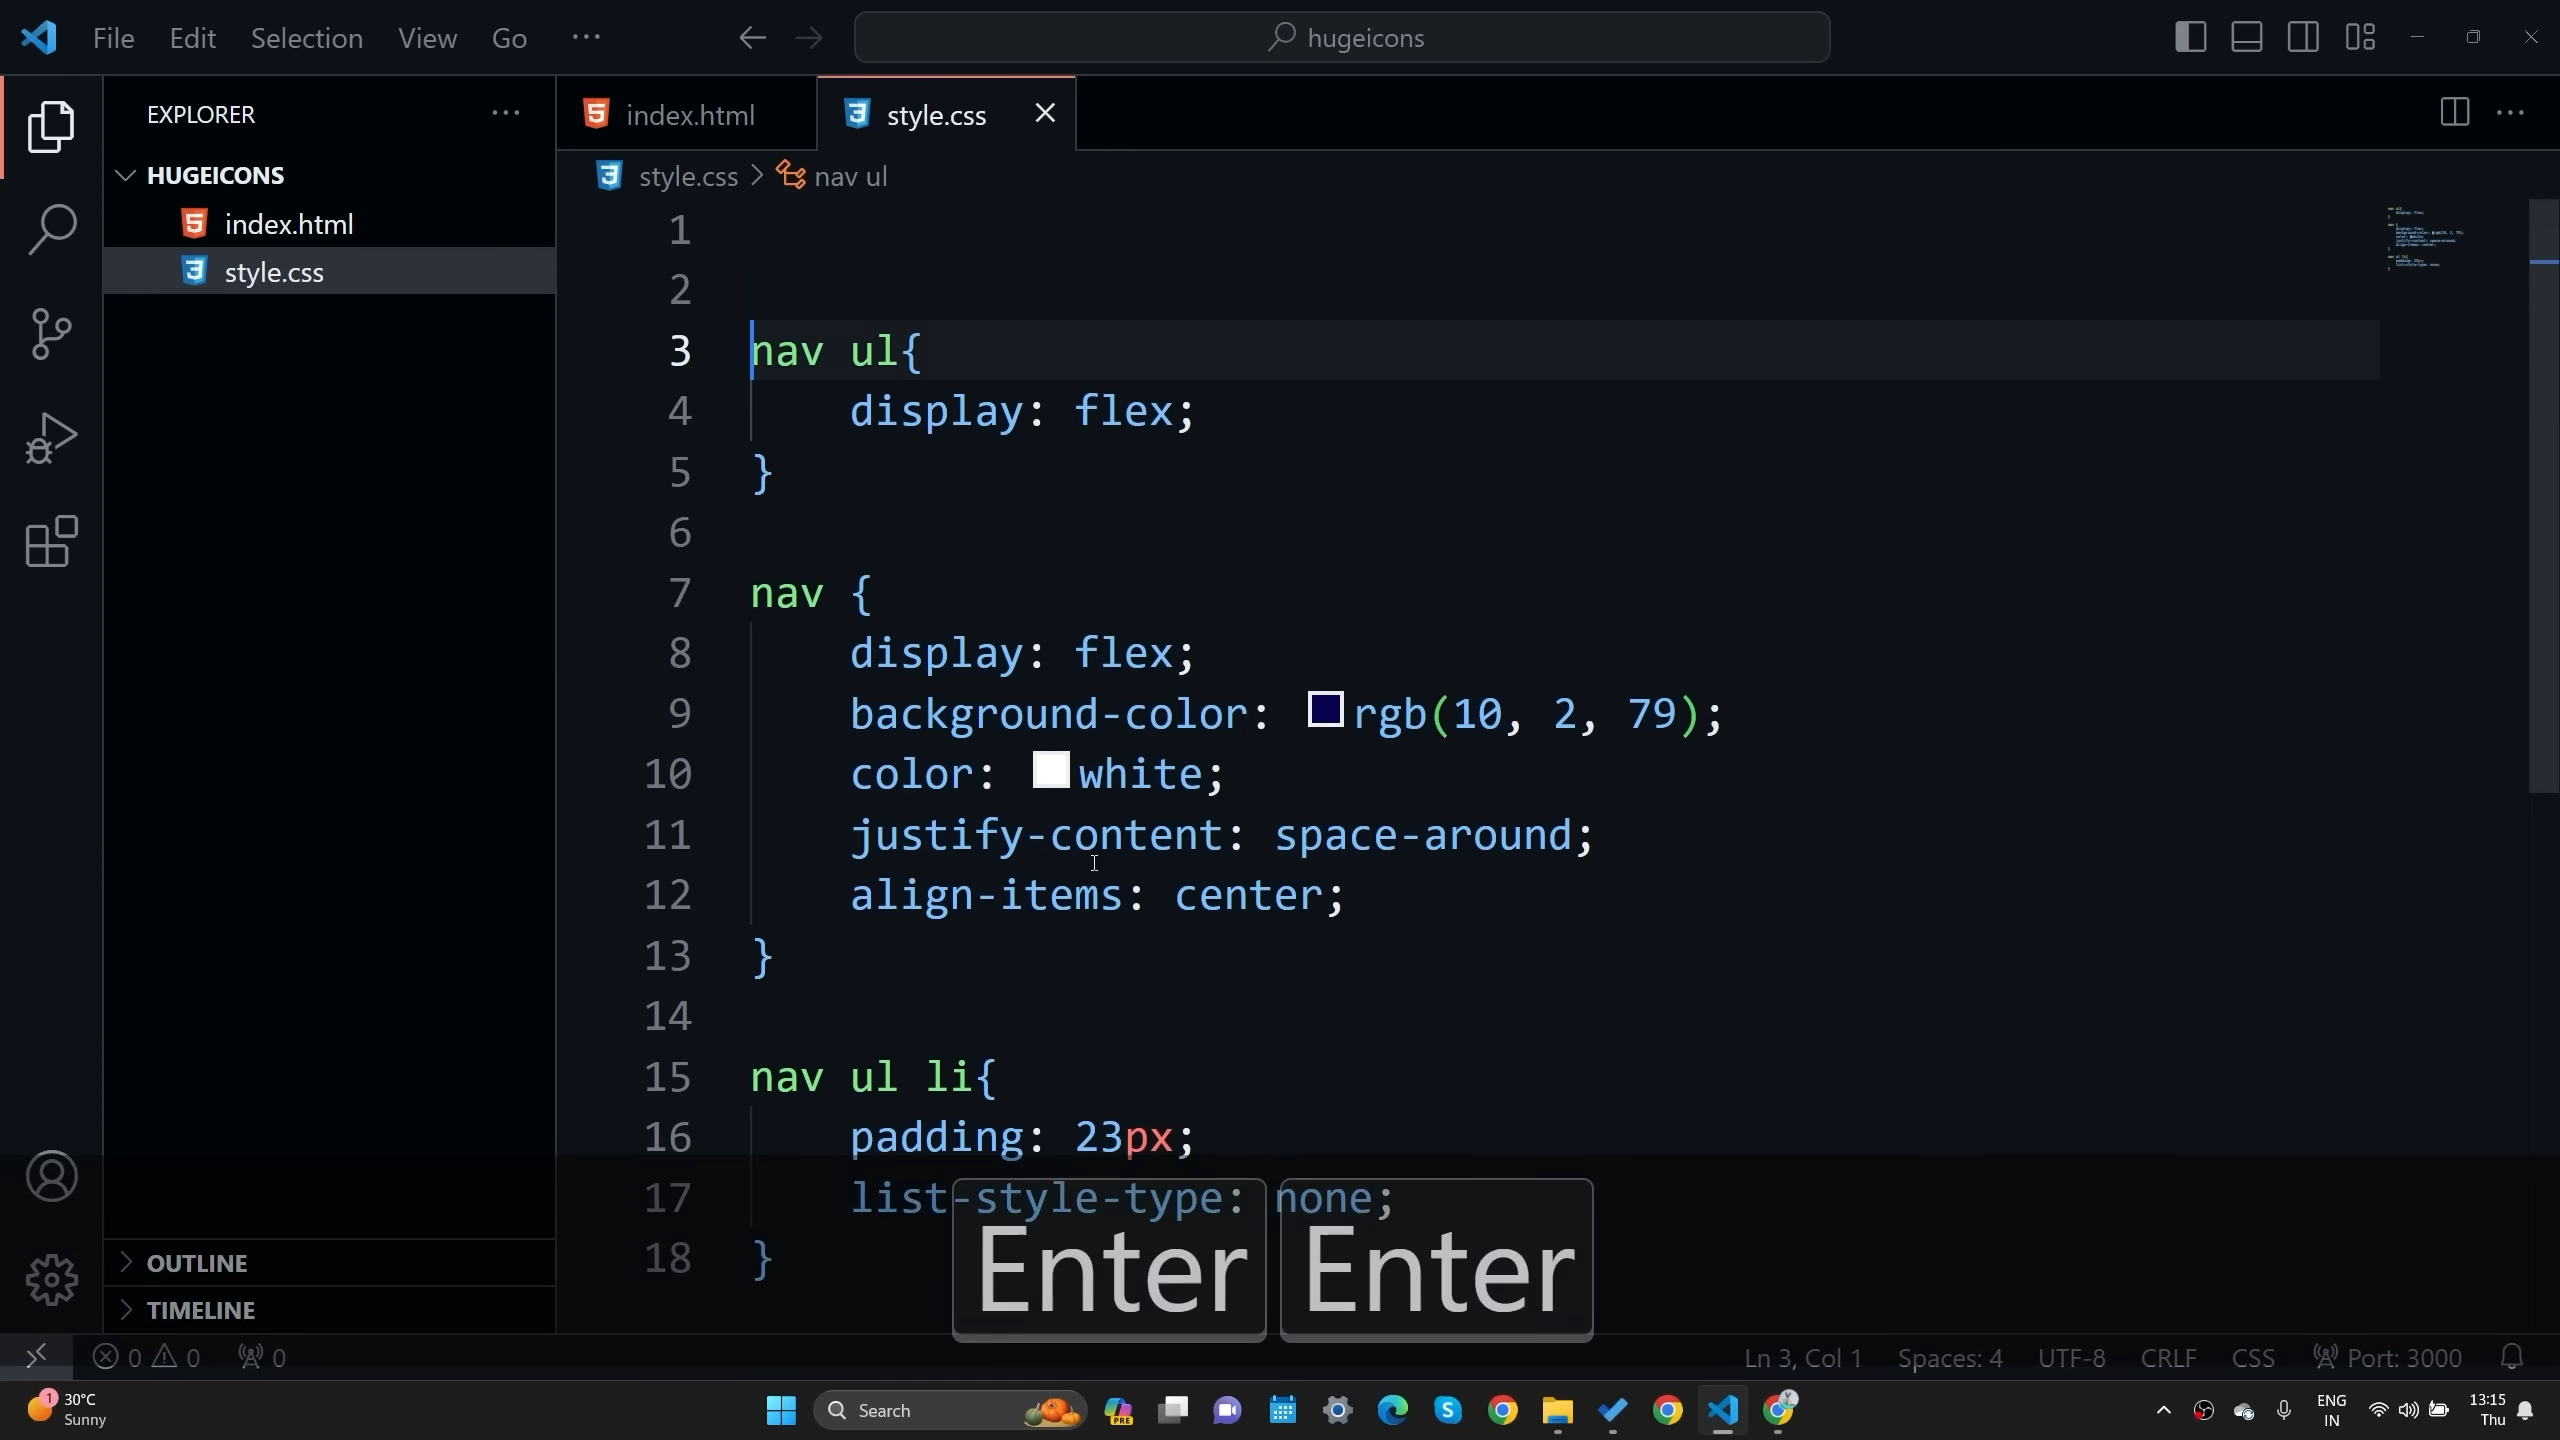 File Edit Selection View Go ··· hugeicons
EXPLORER ···
HUGEICONS
index.html
style.css
OUTLINE
TIMELINE
index.html style.css
style.css > nav ul
1
2
3 nav ul{
4 display: flex;
5 }
6
7 nav {
8 display: flex;
9 background-color: rgb(10, 2, 79);
10 color: white;
11 justify-content: space-around;
12 align-items: center;
13 }
14
15 nav ul li{
16 padding: 23px;
17 list-style-type: none;
18 }
Enter Enter
0 0 0 Ln 3, Col 1 Spaces: 4 UTF-8 CRLF CSS Port: 3000
1 30°C
Sunny
Search
PRE
ENG
IN
13:15
Thu